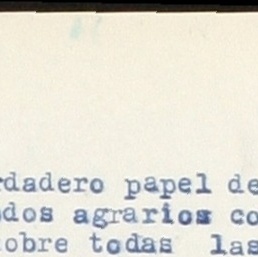 rdadero papel de
dos agrarios co
obre todas las